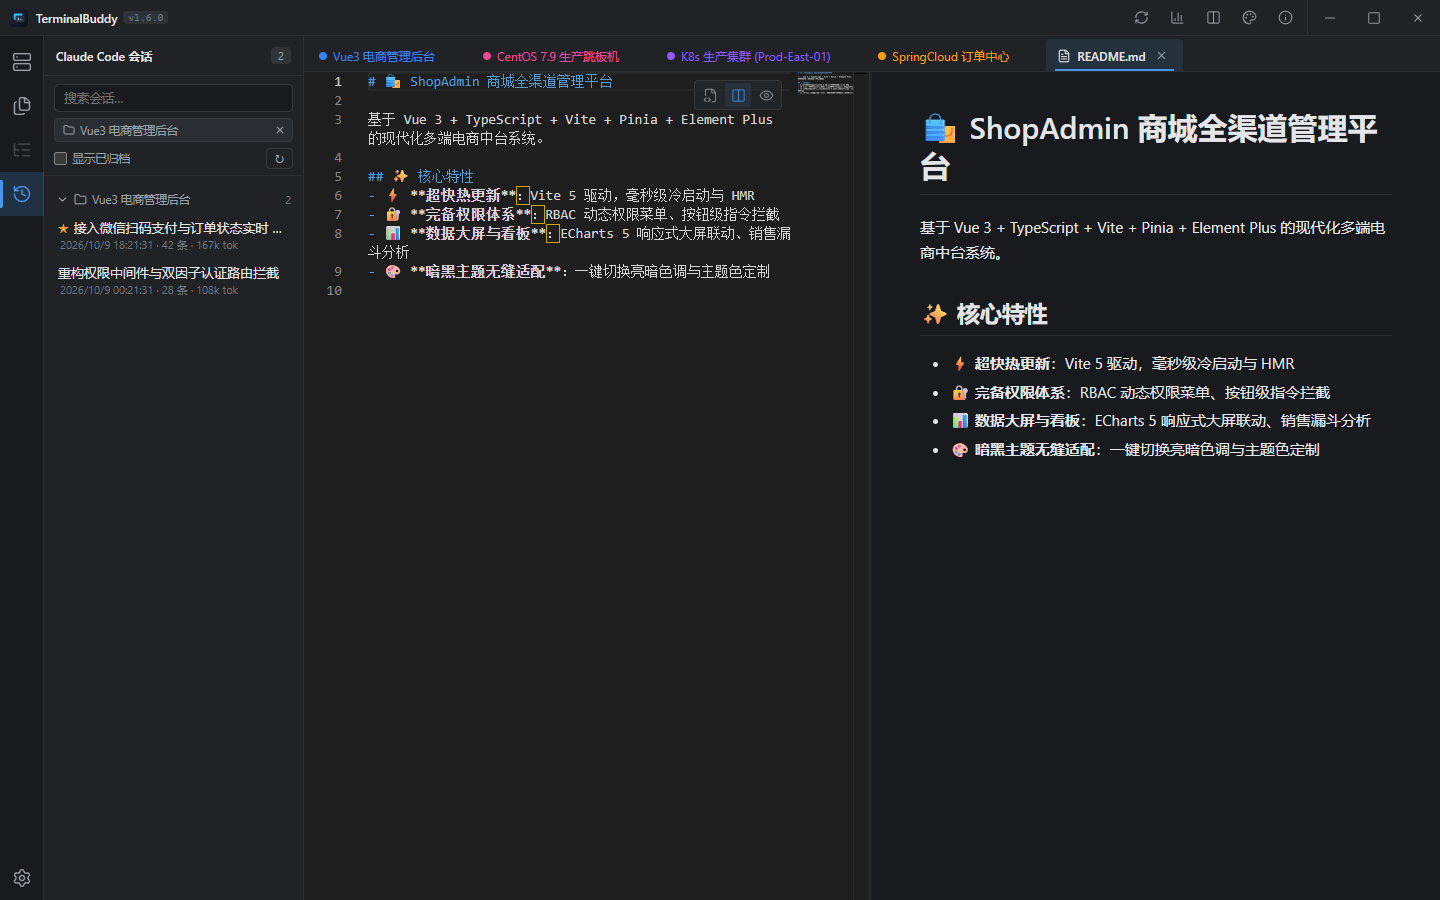 TerminalBuddy v1.6.0
Claude Code 会话 2
搜索会话...
Vue3 电商管理后台 ×
显示已归档 ↻
Vue3 电商管理后台 2
★ 接入微信扫码支付与订单状态实时 ...
2026/10/9 18:21:31 · 42 条 · 167k tok
重构权限中间件与双因子认证路由拦截
2026/10/9 00:21:31 · 28 条 · 108k tok
Vue3 电商管理后台
CentOS 7.9 生产跳板机
K8s 生产集群 (Prod-East-01)
SpringCloud 订单中心
README.md ×
1 # 🛍️ ShopAdmin 商城全渠道管理平台
2
3 基于 Vue 3 + TypeScript + Vite + Pinia + Element Plus
的现代化多端电商中台系统。
4
5 ## ✨ 核心特性
6 - ⚡ **超快热更新**：Vite 5 驱动，毫秒级冷启动与 HMR
7 - 🔐 **完备权限体系**：RBAC 动态权限菜单、按钮级指令拦截
8 - 📊 **数据大屏与看板**：ECharts 5 响应式大屏联动、销售漏
斗分析
9 - 🎨 **暗黑主题无缝适配**：一键切换亮暗色调与主题色定制
10
🛍️ ShopAdmin 商城全渠道管理平
台
基于 Vue 3 + TypeScript + Vite + Pinia + Element Plus 的现代化多端电
商中台系统。
✨ 核心特性
• ⚡ 超快热更新：Vite 5 驱动，毫秒级冷启动与 HMR
• 🔐 完备权限体系：RBAC 动态权限菜单、按钮级指令拦截
• 📊 数据大屏与看板：ECharts 5 响应式大屏联动、销售漏斗分析
• 🎨 暗黑主题无缝适配：一键切换亮暗色调与主题色定制